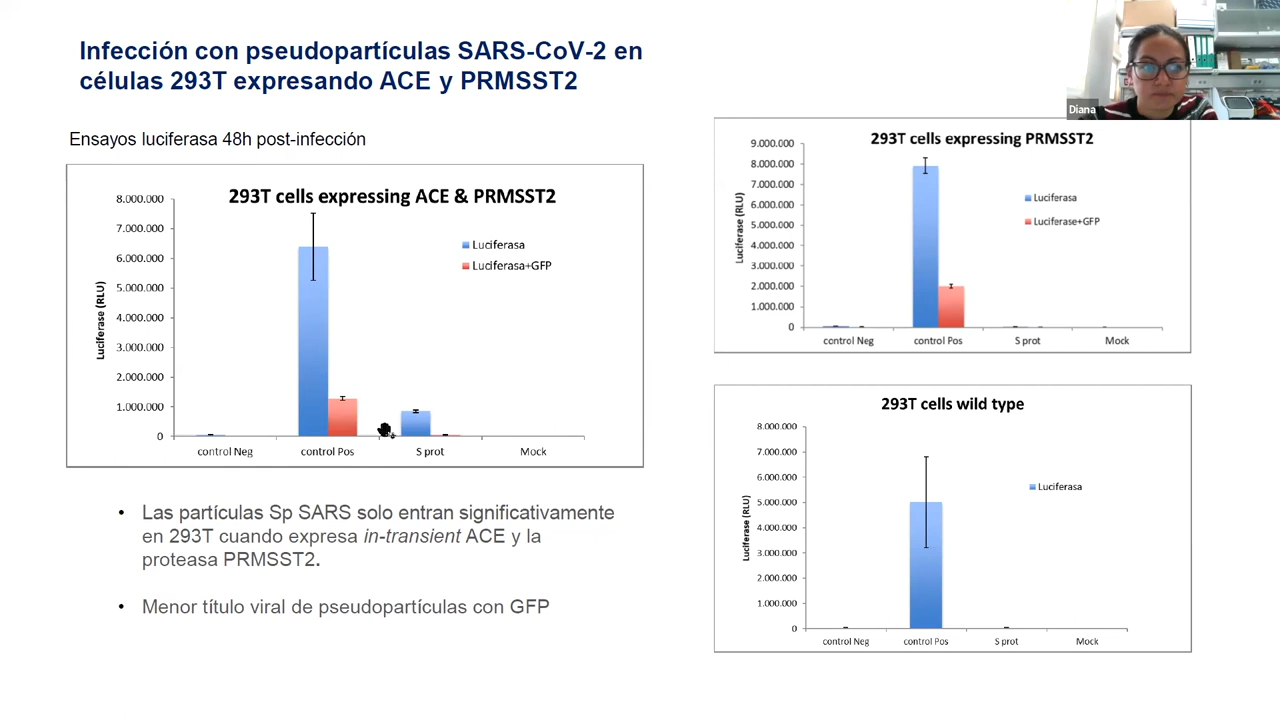 Infección con pseudopartículas SARS-CoV-2 en
células 293T expresando ACE y PRMSST2
Diana
Ensayos luciferasa 48h post-infección
293T cells expressing ACE & PRMSST2
Luciferase (RLU)
8.000.000
7.000.000
6.000.000
5.000.000
4.000.000
3.000.000
2.000.000
1.000.000
0
Luciferasa
Luciferasa+GFP
control Neg
control Pos
S prot
Mock
293T cells expressing PRMSST2
Luciferase (RLU)
9.000.000
8.000.000
7.000.000
6.000.000
5.000.000
4.000.000
3.000.000
2.000.000
1.000.000
0
Luciferasa
Luciferase+GFP
control Neg
control Pos
S prot
Mock
293T cells wild type
Luciferase (RLU)
8.000.000
7.000.000
6.000.000
5.000.000
4.000.000
3.000.000
2.000.000
1.000.000
0
Luciferasa
control Neg
control Pos
S prot
Mock
• Las partículas Sp SARS solo entran significativamente
en 293T cuando expresa in-transient ACE y la
proteasa PRMSST2.
• Menor título viral de pseudopartículas con GFP